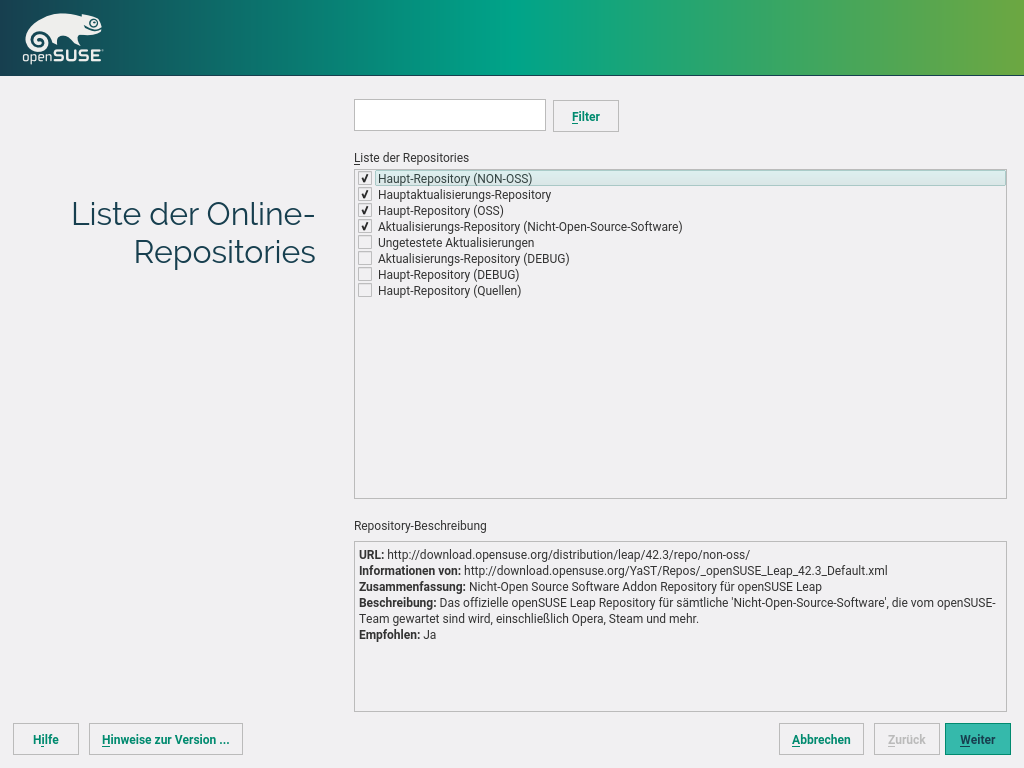 openSUSE
Filter
Liste der Repositories
Liste der Online-
Repositories
Haupt-Repository (NON-OSS)
Hauptaktualisierungs-Repository
Haupt-Repository (OSS)
Aktualisierungs-Repository (Nicht-Open-Source-Software)
Ungetestete Aktualisierungen
Aktualisierungs-Repository (DEBUG)
Haupt-Repository (DEBUG)
Haupt-Repository (Quellen)
Repository-Beschreibung
URL: http://download.opensuse.org/distribution/leap/42.3/repo/non-oss/
Informationen von: http://download.opensuse.org/YaST/Repos/_openSUSE_Leap_42.3_Default.xml
Zusammenfassung: Nicht-Open Source Software Addon Repository für openSUSE Leap
Beschreibung: Das offizielle openSUSE Leap Repository für sämtliche 'Nicht-Open-Source-Software', die vom openSUSE-
Team gewartet sind wird, einschließlich Opera, Steam und mehr.
Empfohlen: Ja
Hilfe
Hinweise zur Version ...
Abbrechen
Zurück
Weiter